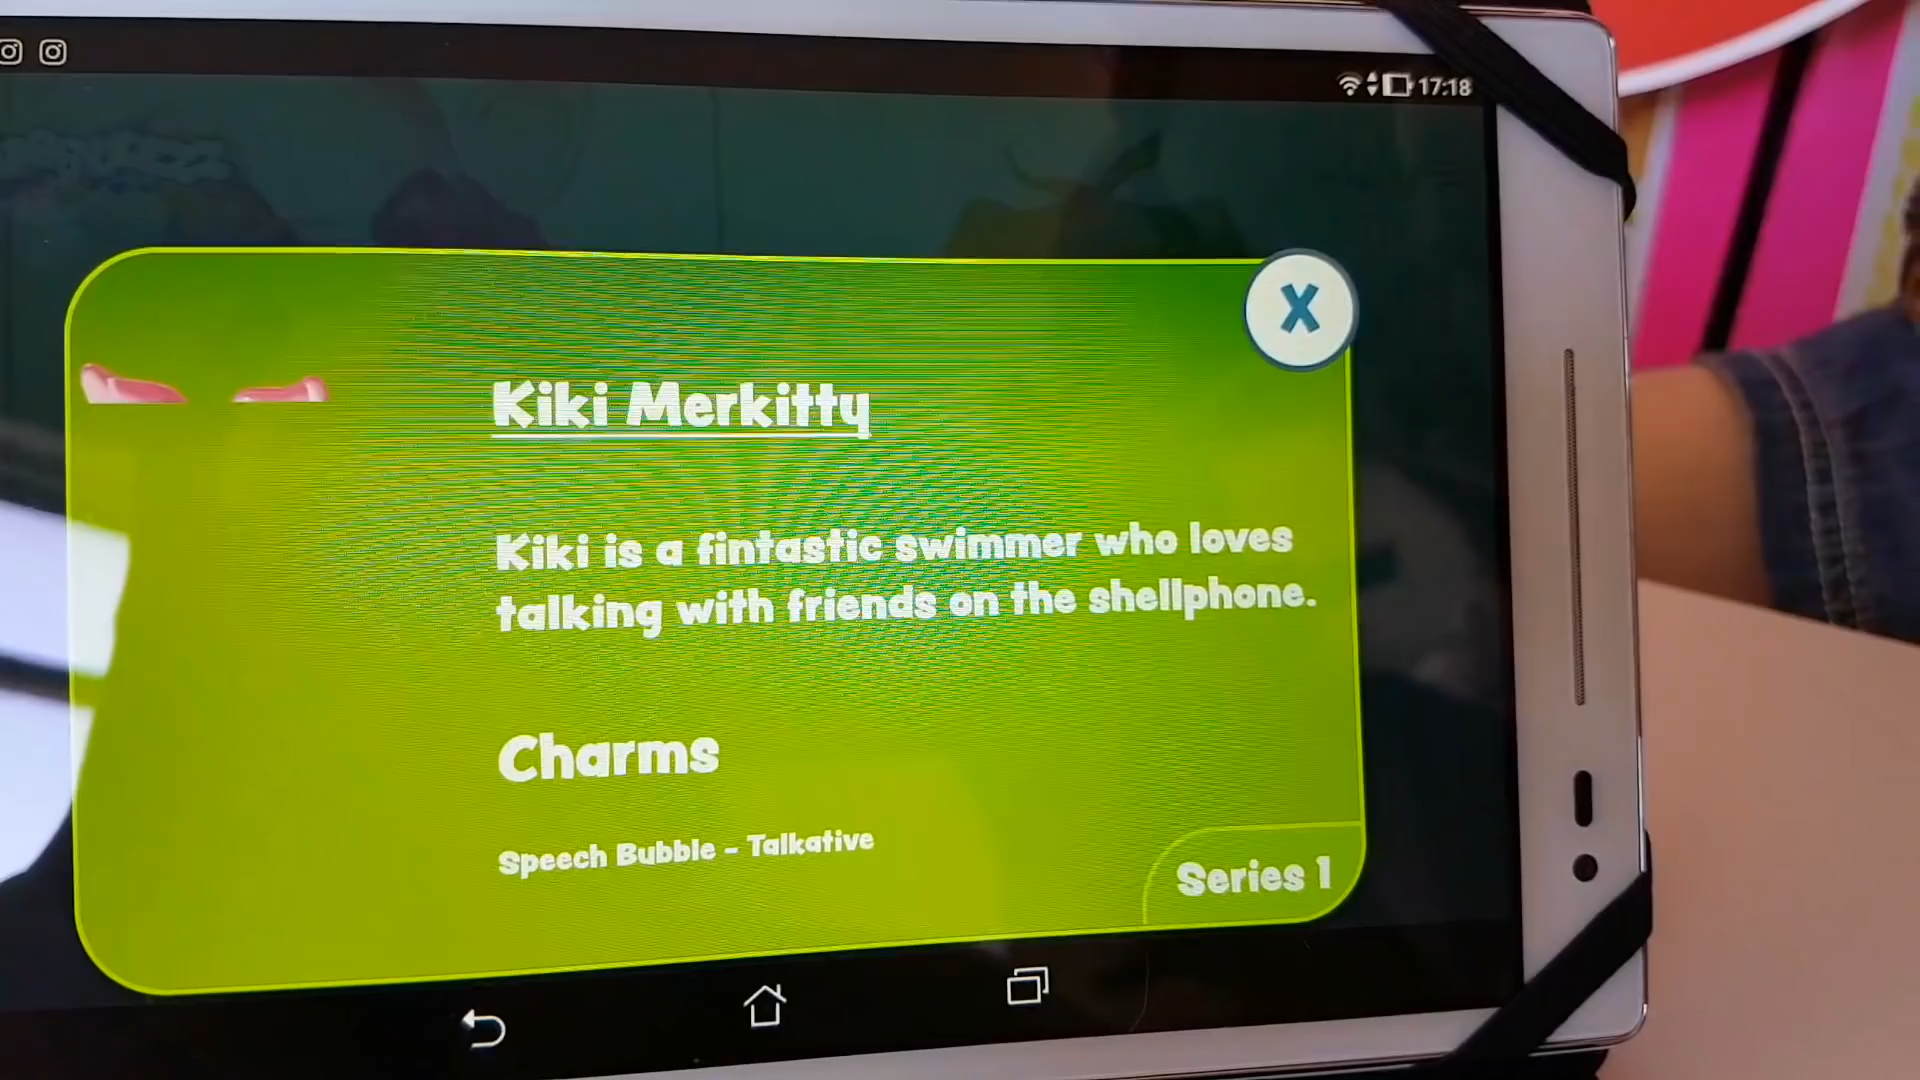 17:18
X
Kiki Merkitty
Kiki is a fintastic swimmer who loves
talking with friends on the shellphone.
Charms
Speech Bubble - Talkative
Series 1